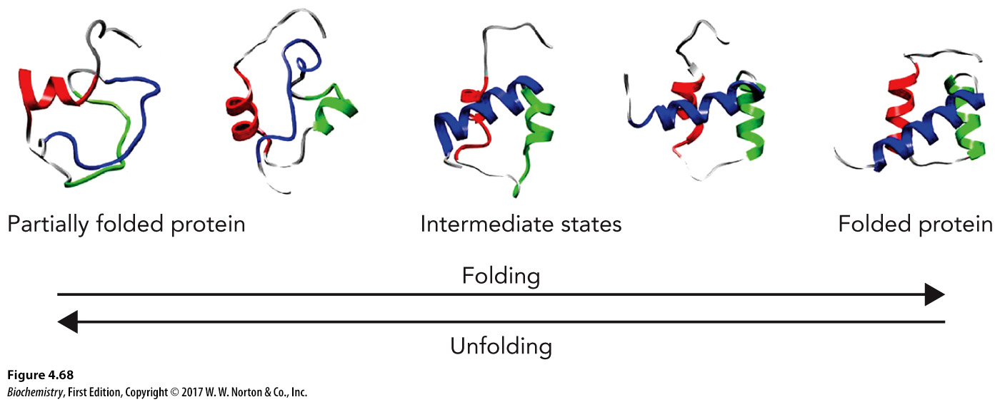 Partially folded protein
Intermediate states
Folded protein
Folding
Unfolding
Figure 4.68
Biochemistry, First Edition, Copyright © 2017 W. W. Norton & Co., Inc.